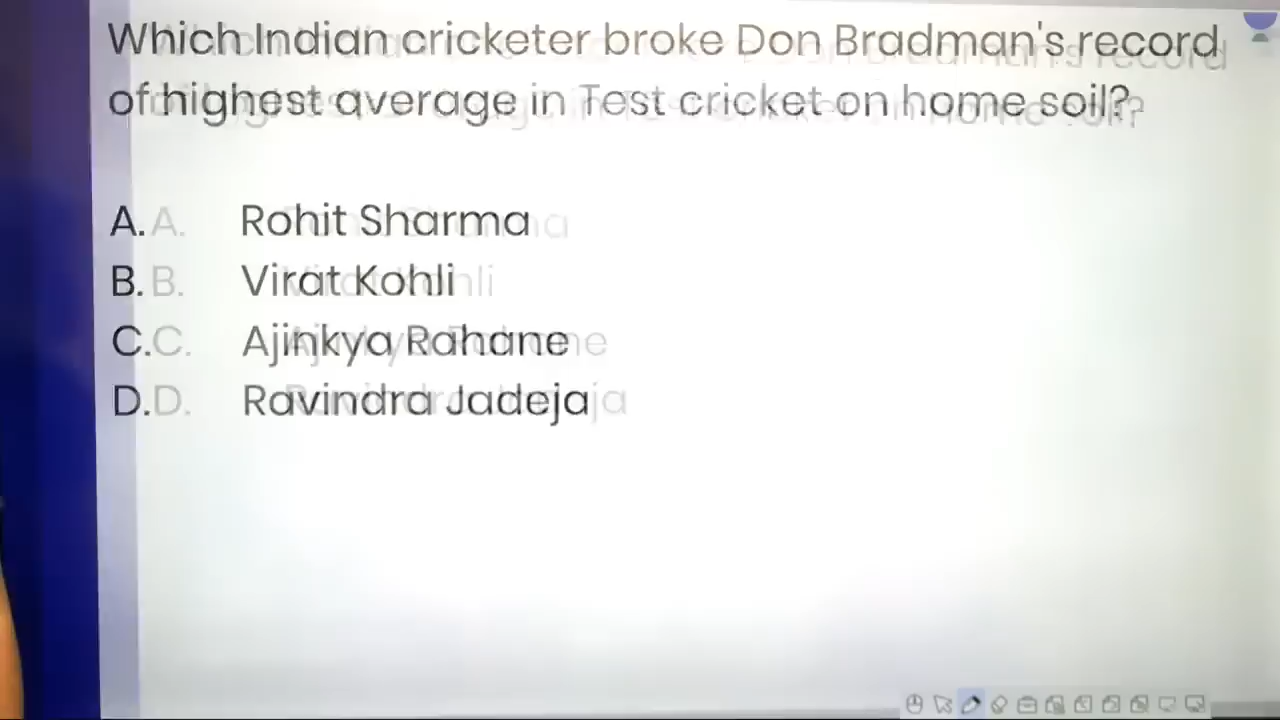 Which Indian cricketer broke Don Bradman's record
of highest average in Test cricket on home soil?
A. Rohit Sharma
B. Virat Kohli
C. Ajinkya Rahane
D. Ravindra Jadeja